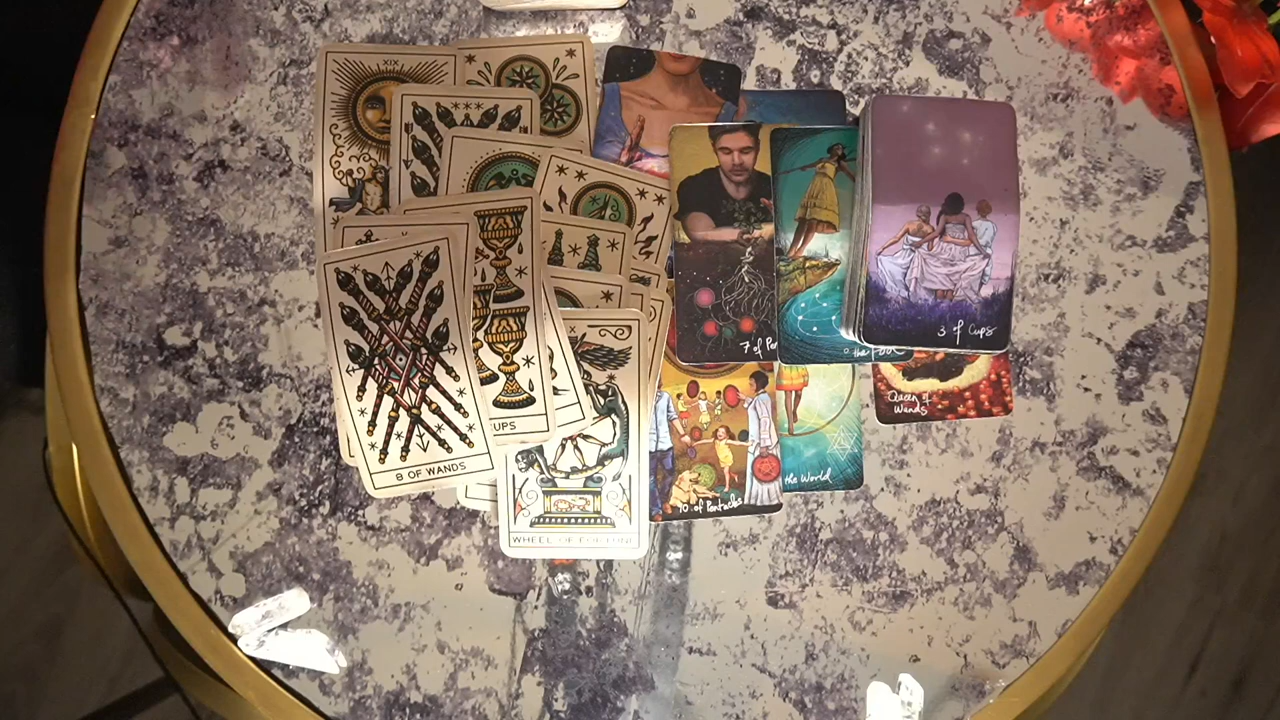 XIX
7 of Pen
the Fool
3 of Cups
Queen of
Wands
CUPS
8 OF WANDS
X
the World
10 of Pentacles
WHEEL OF FORTUNE